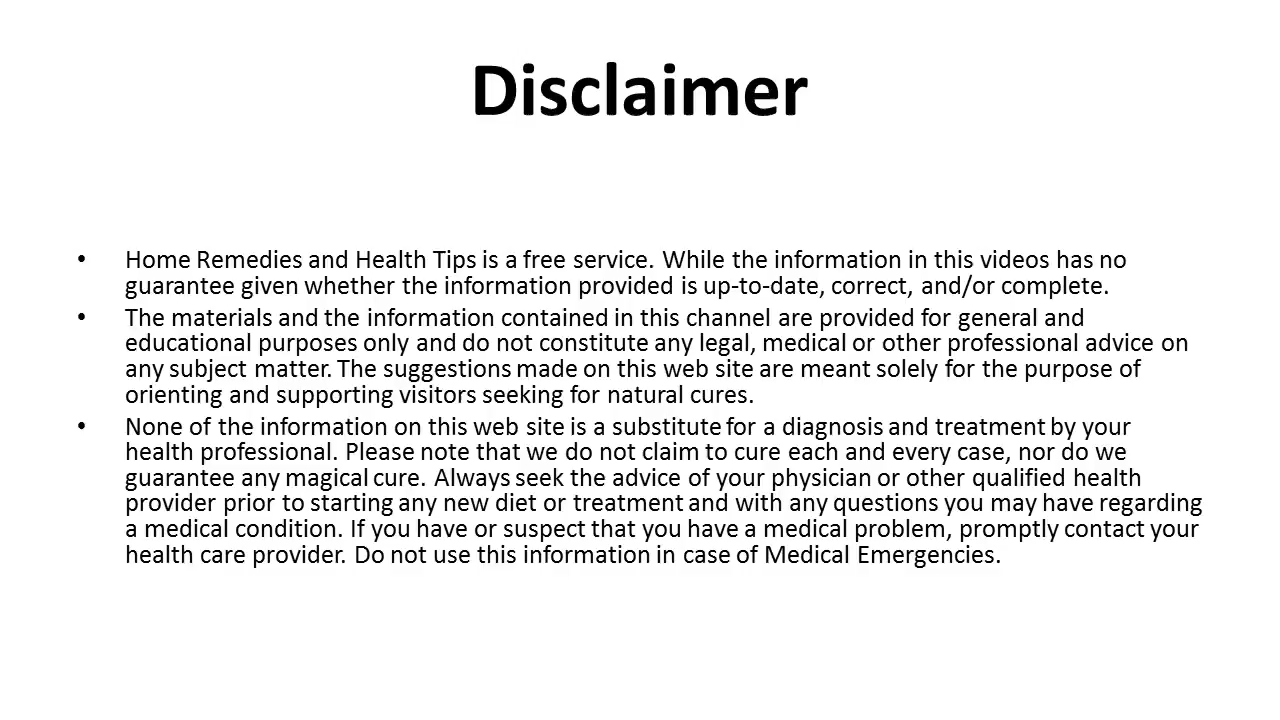 Disclaimer
• Home Remedies and Health Tips is a free service. While the information in this videos has no
guarantee given whether the information provided is up-to-date, correct, and/or complete.
• The materials and the information contained in this channel are provided for general and
educational purposes only and do not constitute any legal, medical or other professional advice on
any subject matter. The suggestions made on this web site are meant solely for the purpose of
orienting and supporting visitors seeking for natural cures.
• None of the information on this web site is a substitute for a diagnosis and treatment by your
health professional. Please note that we do not claim to cure each and every case, nor do we
guarantee any magical cure. Always seek the advice of your physician or other qualified health
provider prior to starting any new diet or treatment and with any questions you may have regarding
a medical condition. If you have or suspect that you have a medical problem, promptly contact your
health care provider. Do not use this information in case of Medical Emergencies.